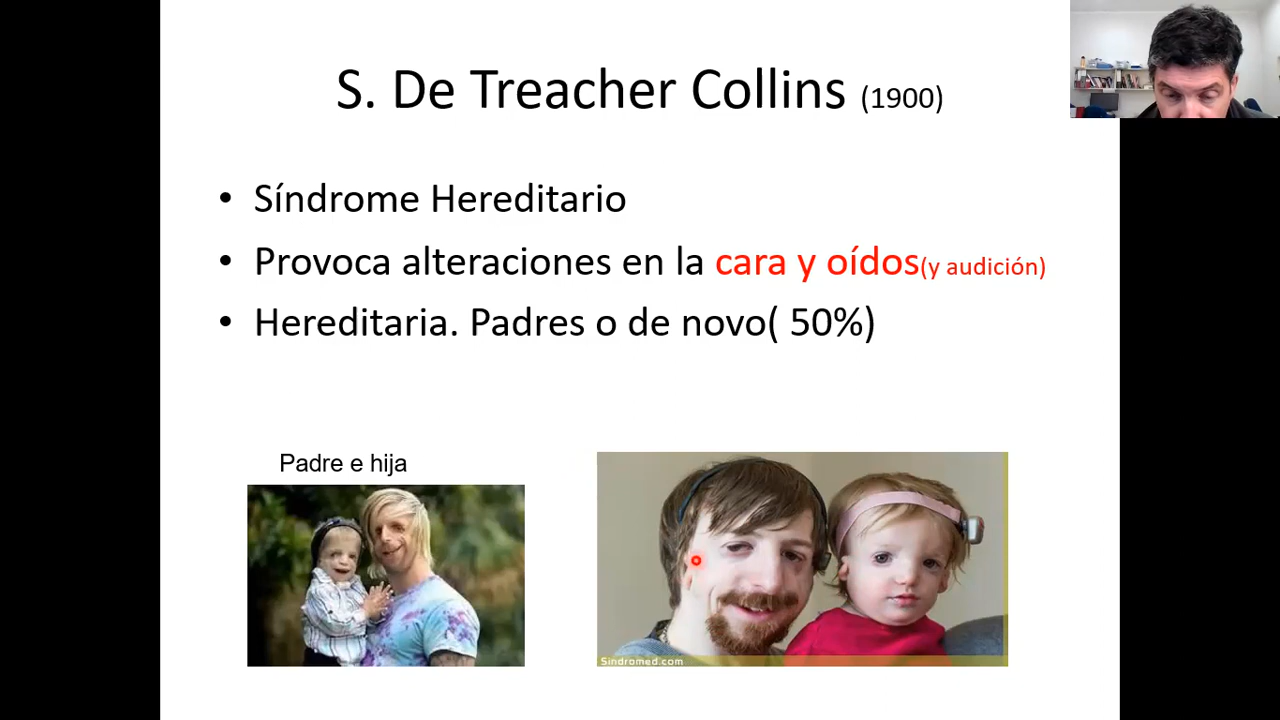 S. De Treacher Collins (1900)
• Síndrome Hereditario
• Provoca alteraciones en la cara y oídos(y audición)
• Hereditaria. Padres o de novo( 50%)
Padre e hija
Sindromed.com